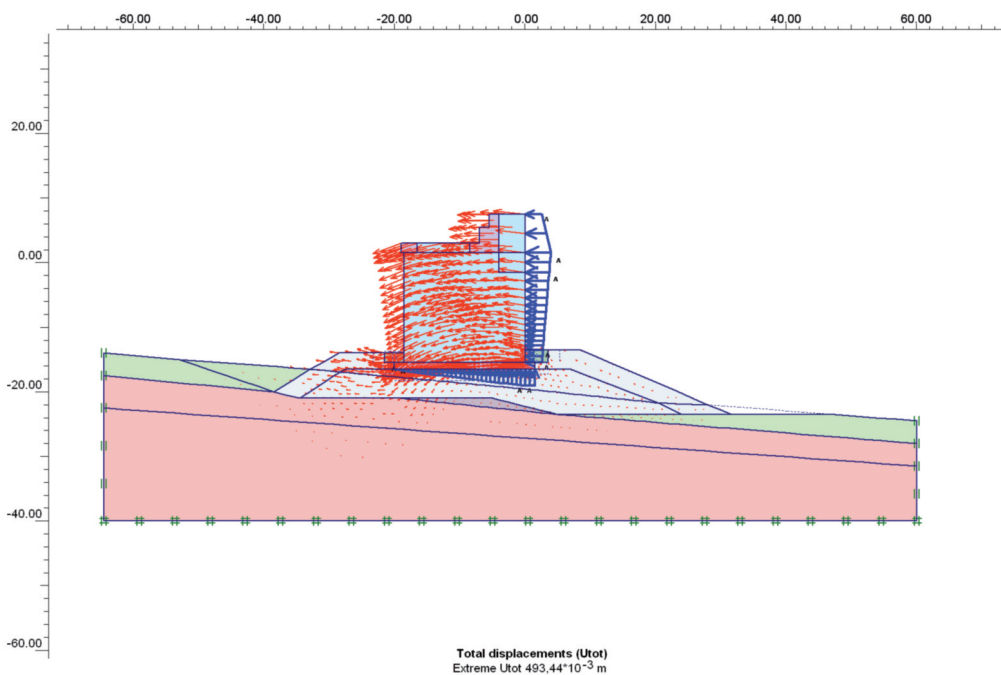 -60.00 -40.00 -20.00 0.00 20.00 40.00 60.00
20.00
0.00
-20.00
-40.00
-60.00
A
A
A
A
A
A
A A
Total displacements (Utot)
Extreme Utot 493,44*10-3 m